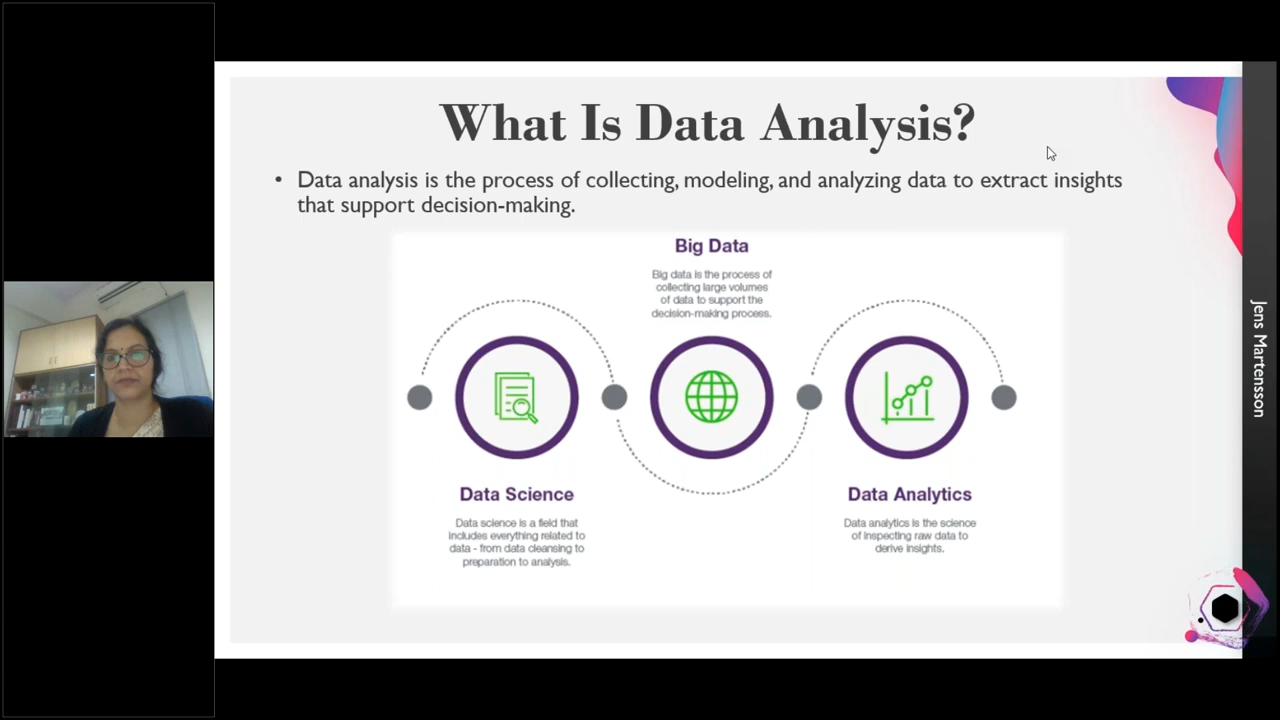 What Is Data Analysis?
• Data analysis is the process of collecting, modeling, and analyzing data to extract insights
that support decision-making.
Big Data
Big data is the process of
collecting large volumes
of data to support the
decision-making process.
Data Science
Data science is a field that
includes everything related to
data - from data cleansing to
preparation to analysis.
Data Analytics
Data analytics is the science
of inspecting raw data to
derive insights.
Jens Martensson